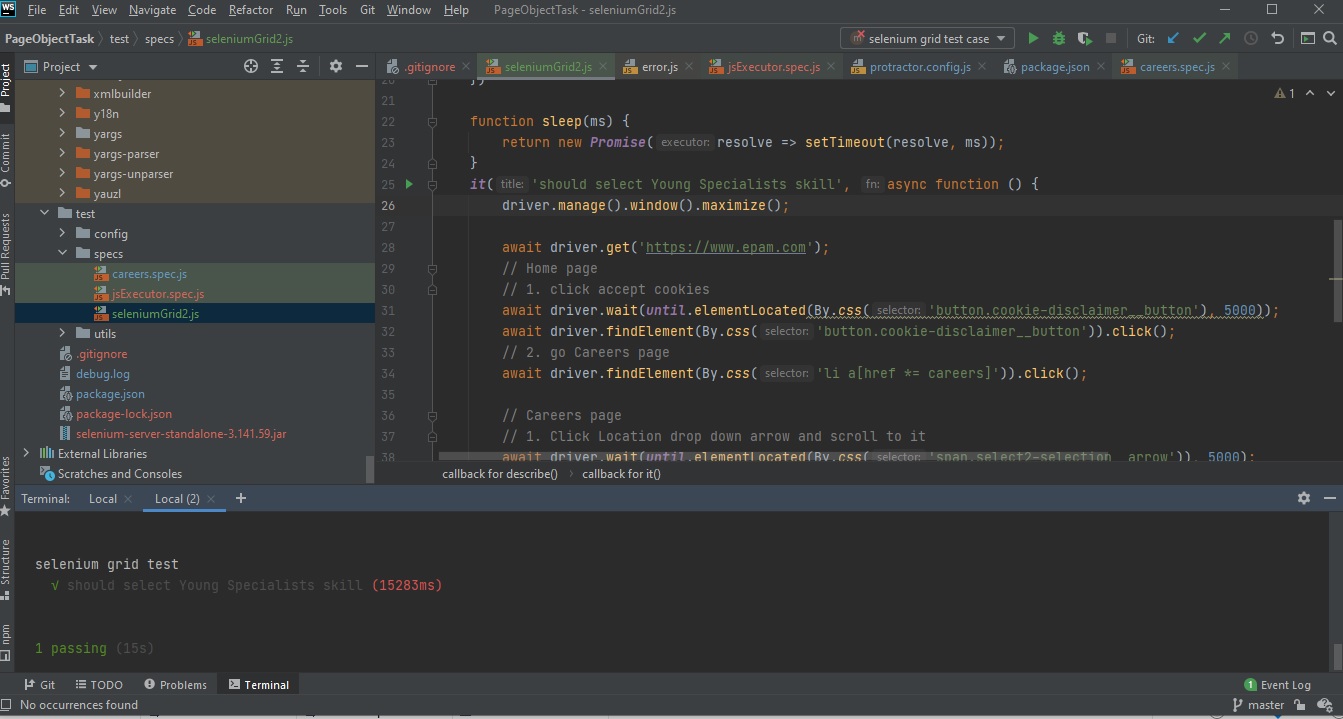 WS File Edit View Navigate Code Refactor Run Tools Git Window Help PageObjectTask - seleniumGrid2.js
PageObjectTask test specs seleniumGrid2.js selenium grid test case Git:
Project .gitignore seleniumGrid2.js error.js jsExecutor.spec.js protractor.config.js package.json careers.spec.js
Project
Commit
Pull Requests
Favorites
Structure
npm
xmlbuilder
y18n
yargs
yargs-parser
yargs-unparser
yauzl
test
config
specs
careers.spec.js
jsExecutor.spec.js
seleniumGrid2.js
utils
.gitignore
debug.log
package.json
package-lock.json
selenium-server-standalone-3.141.59.jar
External Libraries
Scratches and Consoles
1
20 })
21
22 function sleep(ms) {
23 return new Promise( executor: resolve => setTimeout(resolve, ms));
24 }
25 it( title: 'should select Young Specialists skill', fn: async function () {
26 driver.manage().window().maximize();
27
28 await driver.get('https://www.epam.com');
29 // Home page
30 // 1. click accept cookies
31 await driver.wait(until.elementLocated(By.css( selector: 'button.cookie-disclaimer__button'), 5000));
32 await driver.findElement(By.css( selector: 'button.cookie-disclaimer__button')).click();
33 // 2. go Careers page
34 await driver.findElement(By.css( selector: 'li a[href *= careers]')).click();
35
36 // Careers page
37 // 1. Click Location drop down arrow and scroll to it
38 await driver.wait(until.elementLocated(By.css( selector: 'span.select2-selection__arrow')), 5000);
callback for describe() callback for it()
Terminal: Local Local (2)
selenium grid test
√ should select Young Specialists skill (15283ms)
1 passing (15s)
Git TODO Problems Terminal 1 Event Log
No occurrences found master